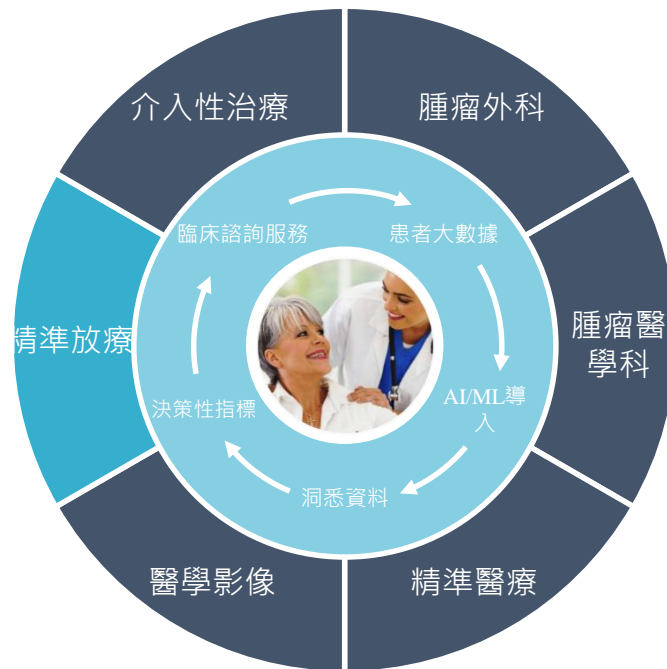 介入性治療
腫瘤外科
臨床諮詢服務
患者大數據
精準放療
腫瘤醫
學科
決策性指標
AI/ML導
入
洞悉資料
醫學影像
精準醫療